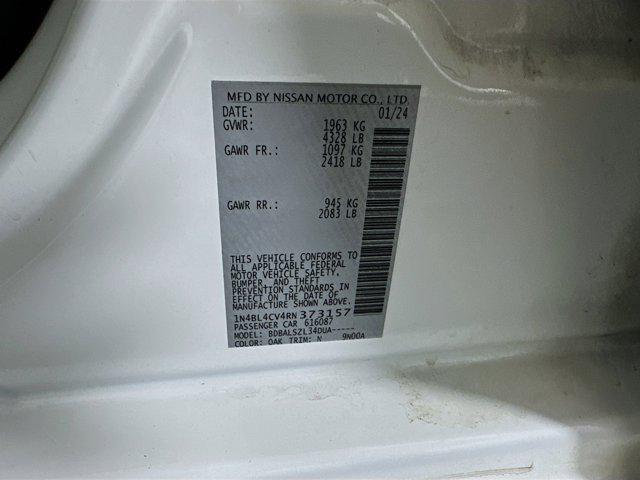 MFD BY NISSAN MOTOR CO., LTD.
DATE: 01/24
GVWR: 1963 KG
4328 LB
GAWR FR.: 1097 KG
2418 LB
GAWR RR.: 945 KG
2083 LB
THIS VEHICLE CONFORMS TO
ALL APPLICABLE FEDERAL
MOTOR VEHICLE SAFETY,
BUMPER, AND THEFT
PREVENTION STANDARDS IN
EFFECT ON THE DATE OF
MANUFACTURE SHOWN ABOVE.
1N4BL4CV4RN373157
PASSENGER CAR 616087
MODEL: BDBALSZL34DUA-----
COLOR: QAK TRIM: N 9N00A